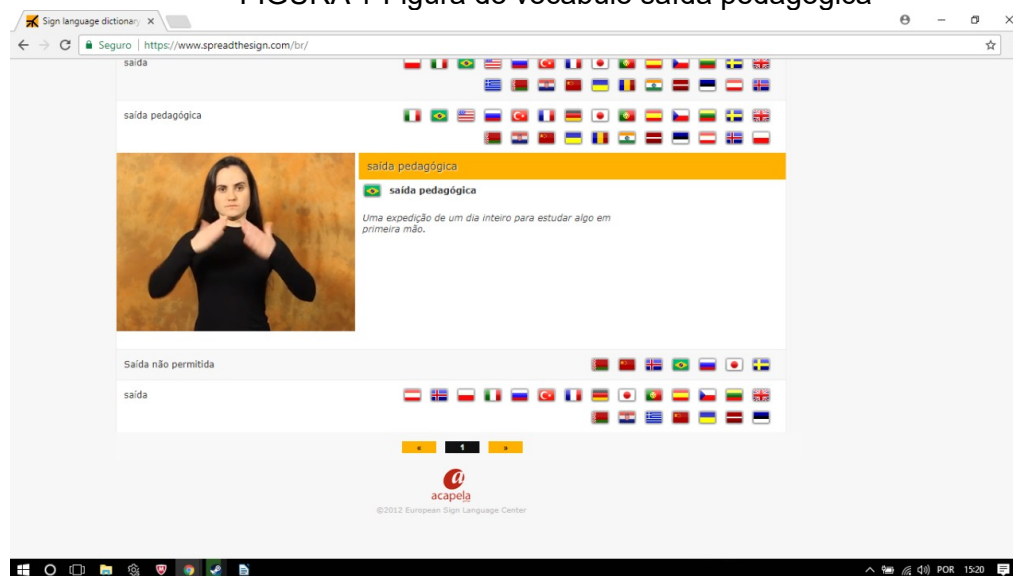 FIGURA 1 Figura do vocábulo saída pedagógica
Sign language dictionary
Seguro | https://www.spreadthesign.com/br/
saída
saída pedagógica
saída pedagógica
saída pedagógica
Uma expedição de um dia inteiro para estudar algo em
primeira mão.
Saída não permitida
saída
« 1 »
acapela
©2012 European Sign Language Center
POR 15:20